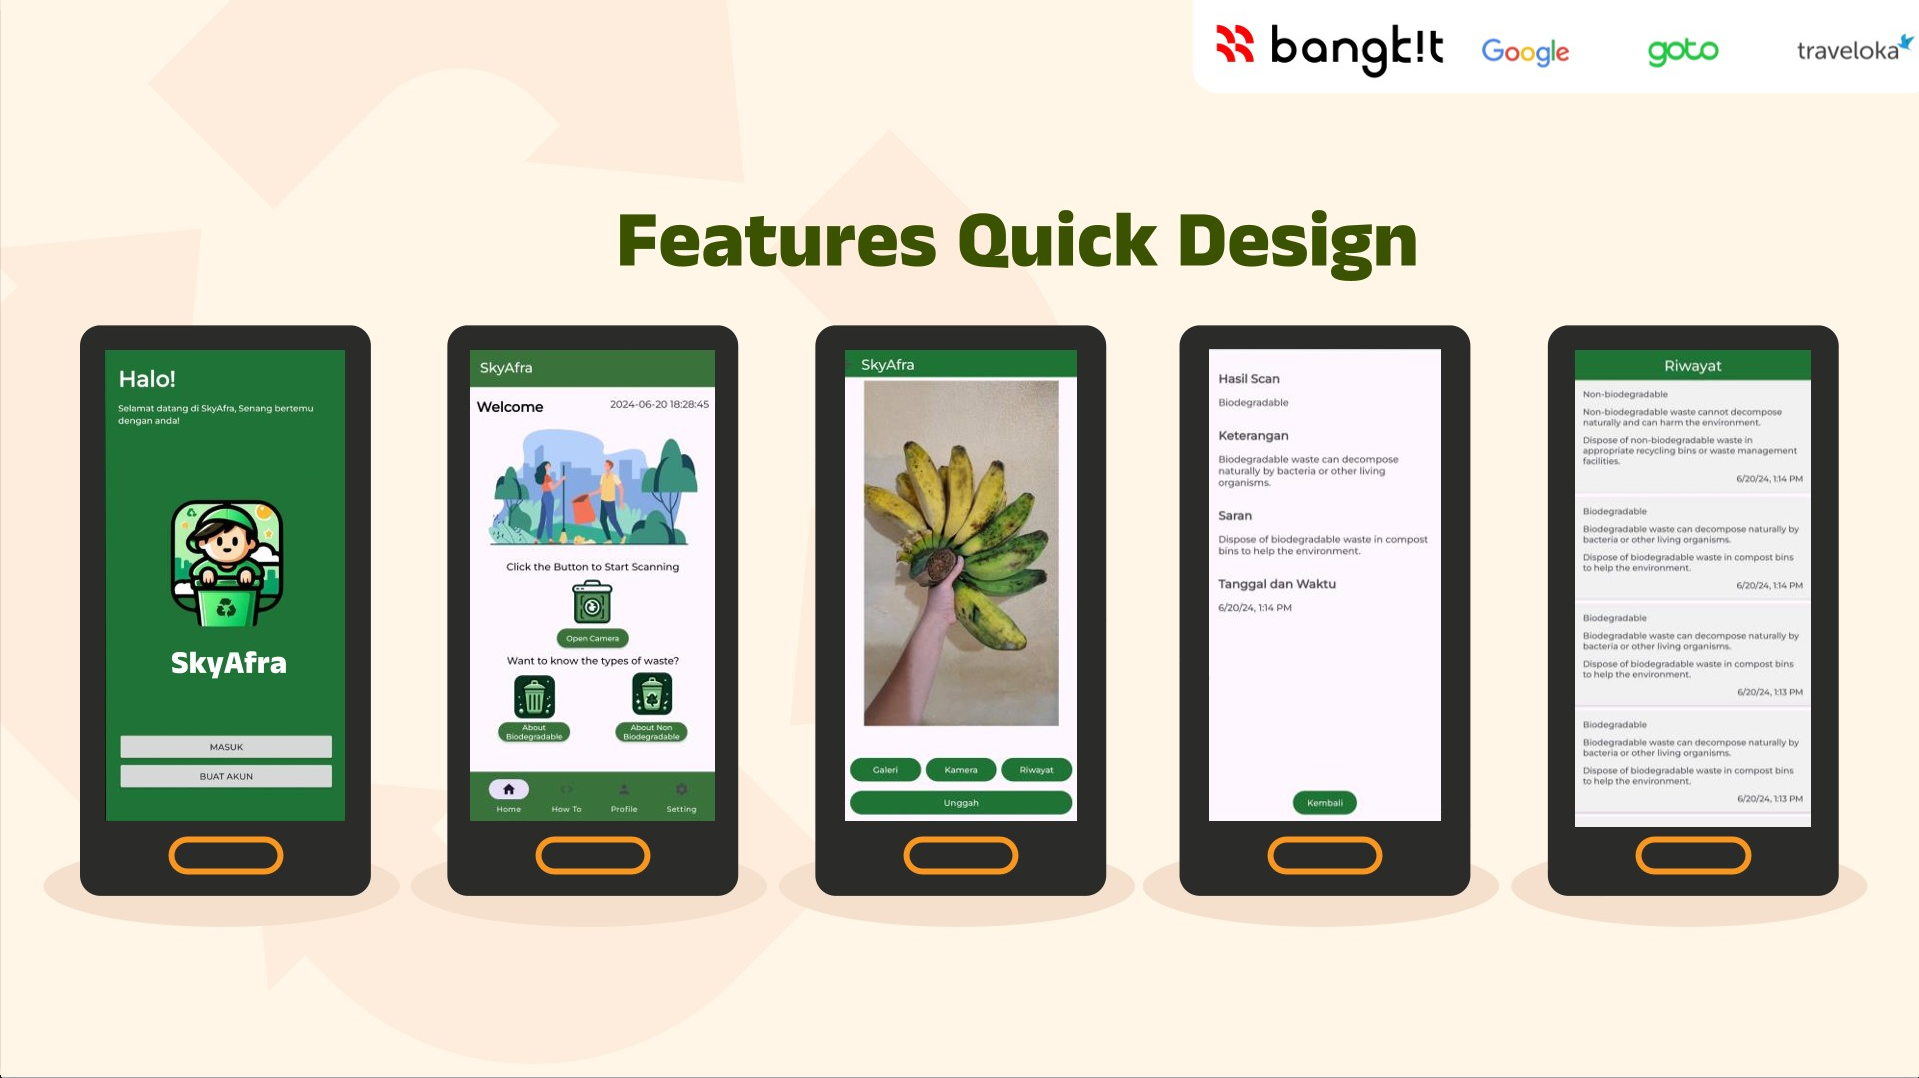 bangk!t
Google
goto
traveloka
Features Quick Design
Halo!
Selamat datang di SkyAfra, Senang bertemu
dengan anda!
SkyAfra
MASUK
BUAT AKUN
SkyAfra
Welcome
2024-06-20 18:28:45
Click the Button to Start Scanning
Open Camera
Want to know the types of waste?
About
Biodegradable
About Non
Biodegradable
Home
How To
Profile
Setting
SkyAfra
Galeri
Kamera
Riwayat
Unggah
Hasil Scan
Biodegradable
Keterangan
Biodegradable waste can decompose
naturally by bacteria or other living
organisms.
Saran
Dispose of biodegradable waste in compost
bins to help the environment.
Tanggal dan Waktu
6/20/24, 1:14 PM
Kembali
Riwayat
Non-biodegradable
Non-biodegradable waste cannot decompose
naturally and can harm the environment.
Dispose of non-biodegradable waste in
appropriate recycling bins or waste management
facilities.
6/20/24, 1:14 PM
Biodegradable
Biodegradable waste can decompose naturally by
bacteria or other living organisms.
Dispose of biodegradable waste in compost bins
to help the environment.
6/20/24, 1:14 PM
Biodegradable
Biodegradable waste can decompose naturally by
bacteria or other living organisms.
Dispose of biodegradable waste in compost bins
to help the environment.
6/20/24, 1:13 PM
Biodegradable
Biodegradable waste can decompose naturally by
bacteria or other living organisms.
Dispose of biodegradable waste in compost bins
to help the environment.
6/20/24, 1:13 PM